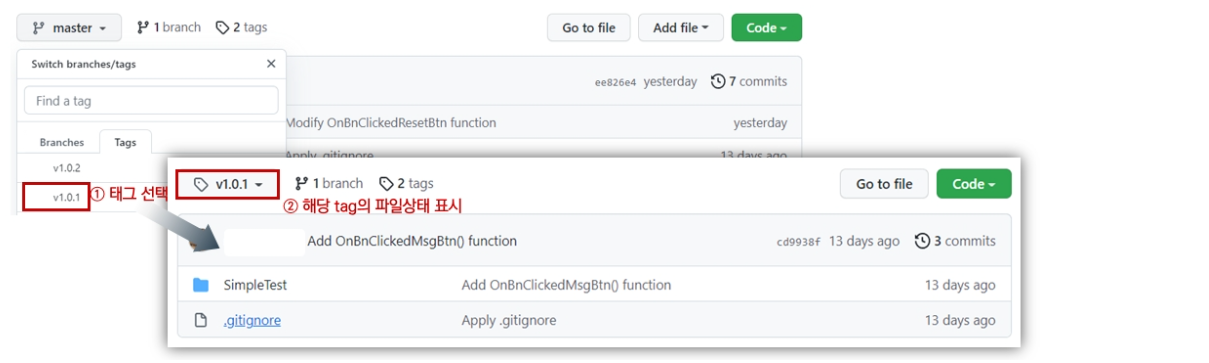 master
1 branch
2 tags
Go to file
Add file
Code
Switch branches/tags
Find a tag
ee826e4 yesterday 7 commits
Modify OnBnClickedResetBtn function yesterday
Branches Tags
Apply .gitignore 13 days ago
v1.0.2
v1.0.1
① 태그 선택
v1.0.1
1 branch
2 tags
Go to file
Code
② 해당 tag의 파일상태 표시
Add OnBnClickedMsgBtn() function cd9938f 13 days ago 3 commits
SimpleTest Add OnBnClickedMsgBtn() function 13 days ago
.gitignore Apply .gitignore 13 days ago